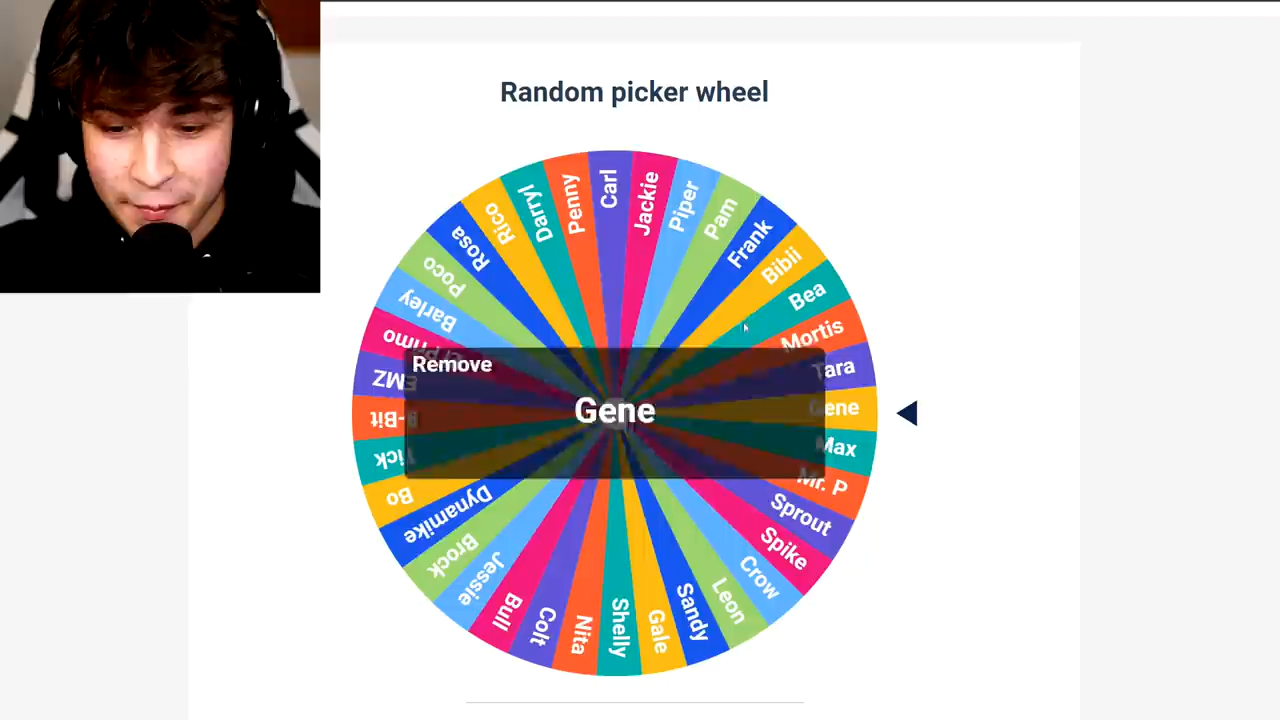 Random picker wheel
Carl
Jackie
Piper
Pam
Frank
Bibli
Bea
Mortis
Tara
Gene
Max
Mr. P
Sprout
Spike
Crow
Leon
Sandy
Gale
Shelly
Nita
Colt
Bull
Jessie
Brock
Dynamike
Bo
8-Bit
EMZ
Barley
Poco
Rosa
Rico
Darryl
Penny
Remove
Gene